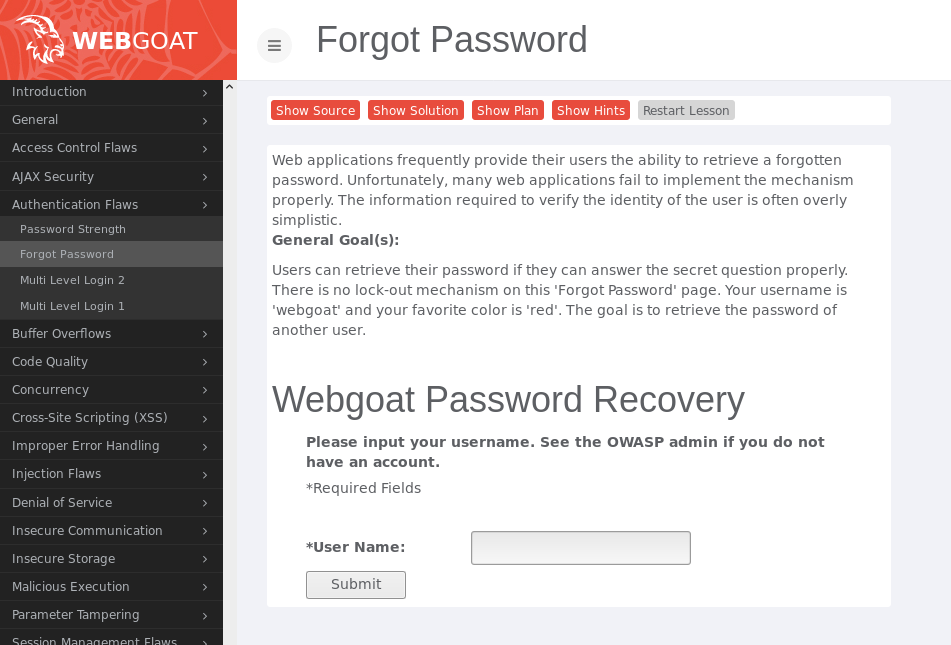 WEBGOAT
Forgot Password
Introduction
General
Access Control Flaws
AJAX Security
Authentication Flaws
Password Strength
Forgot Password
Multi Level Login 2
Multi Level Login 1
Buffer Overflows
Code Quality
Concurrency
Cross-Site Scripting (XSS)
Improper Error Handling
Injection Flaws
Denial of Service
Insecure Communication
Insecure Storage
Malicious Execution
Parameter Tampering
Session Management Flaws
Show Source Show Solution Show Plan Show Hints Restart Lesson
Web applications frequently provide their users the ability to retrieve a forgotten
password. Unfortunately, many web applications fail to implement the mechanism
properly. The information required to verify the identity of the user is often overly
simplistic.
General Goal(s):
Users can retrieve their password if they can answer the secret question properly.
There is no lock-out mechanism on this 'Forgot Password' page. Your username is
'webgoat' and your favorite color is 'red'. The goal is to retrieve the password of
another user.
Webgoat Password Recovery
Please input your username. See the OWASP admin if you do not
have an account.
*Required Fields
*User Name:
Submit